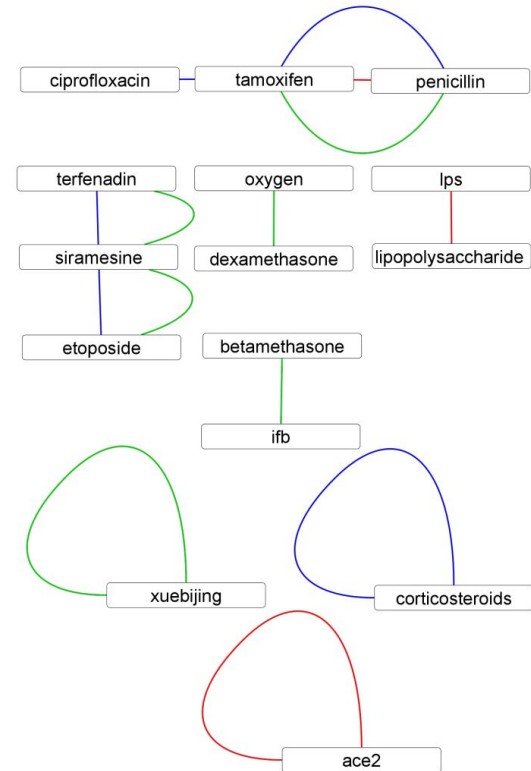 ciprofloxacin tamoxifen penicillin
terfenadin oxygen lps
siramesine dexamethasone lipopolysaccharide
etoposide betamethasone
ifb
xuebijing corticosteroids
ace2